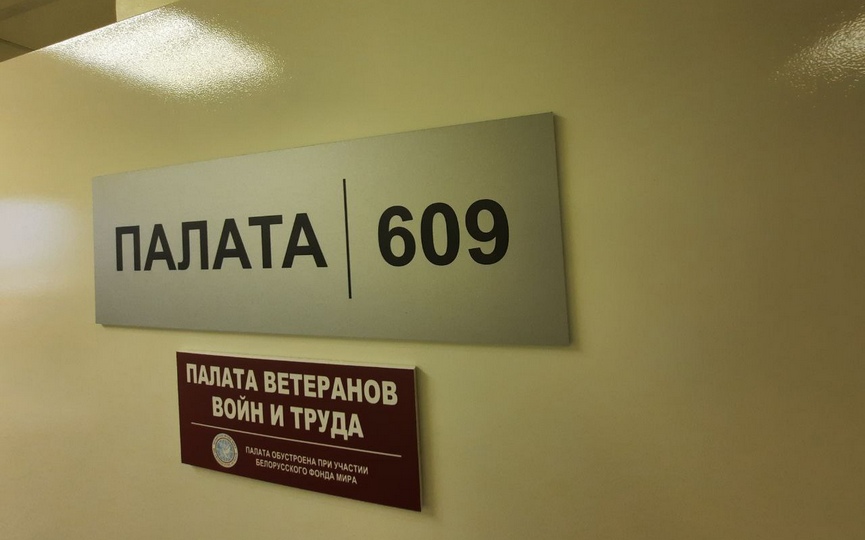 ПАЛАТА | 609
ПАЛАТА ВЕТЕРАНОВ
ВОЙН И ТРУДА
ПАЛАТА ОБУСТРОЕНА ПРИ УЧАСТИИ
БЕЛОРУССКОГО ФОНДА МИРА